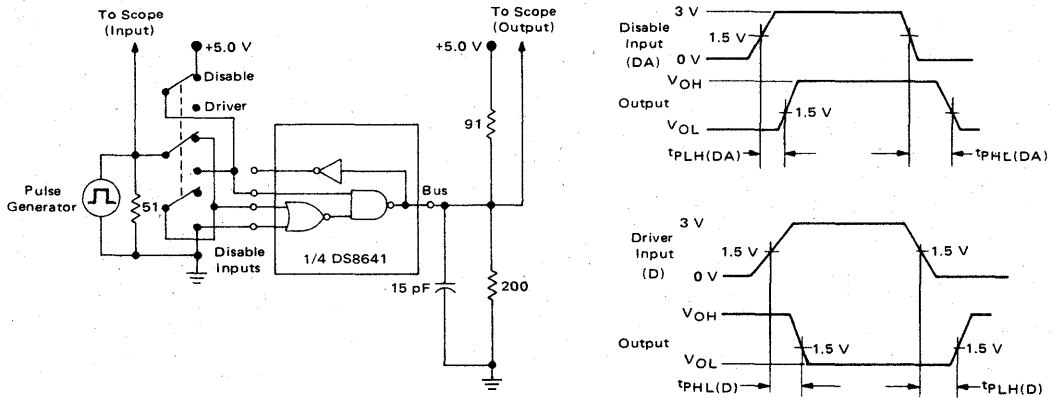 To Scope
(Input)
+5.0 V
Disable
Driver
Pulse
Generator
51
Disable
Inputs
1/4 DS8641
Bus
15 pF
+5.0 V
To Scope
(Output)
91
200
Disable
Input
(DA)
3 V
1.5 V
0 V
Output
VOH
VOL
1.5 V
tPLH(DA)
tPHL(DA)
Driver
Input
(D)
3 V
1.5 V
1.5 V
0 V
Output
VOH
VOL
1.5 V
1.5 V
tPHL(D)
tPLH(D)